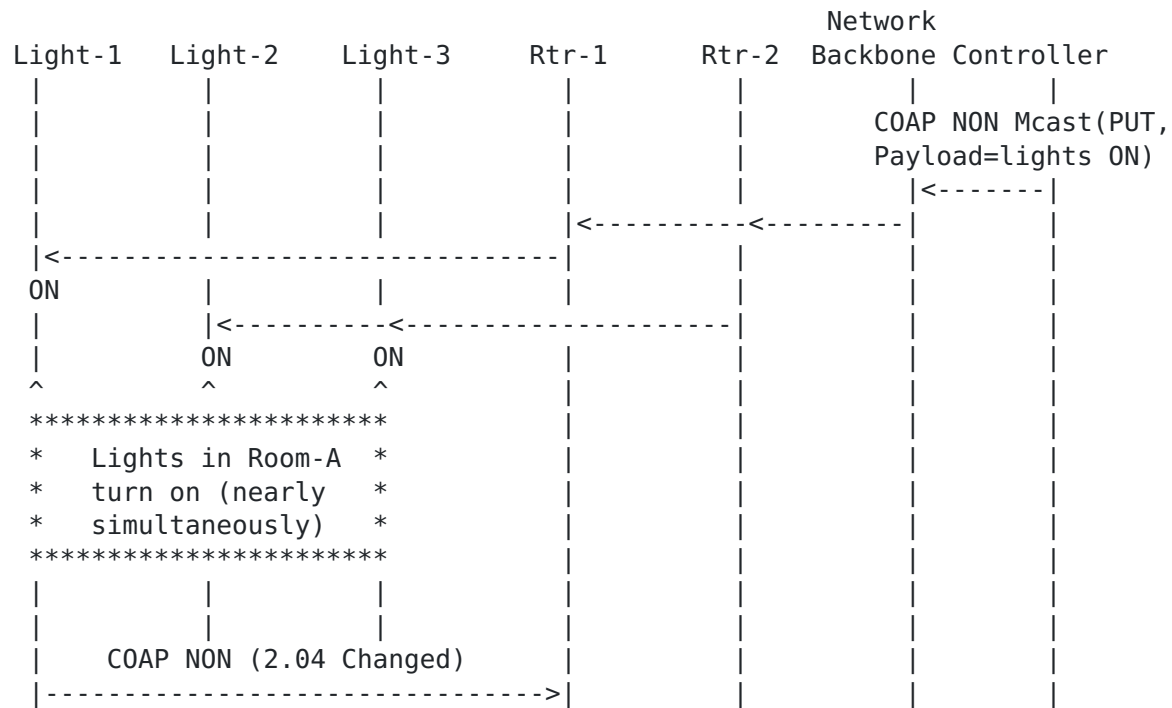 Network
Light-1 Light-2 Light-3 Rtr-1 Rtr-2 Backbone Controller
COAP NON Mcast(PUT,
Payload=lights ON)
ON
ON ON
Lights in Room-A
turn on (nearly
simultaneously)
COAP NON (2.04 Changed)